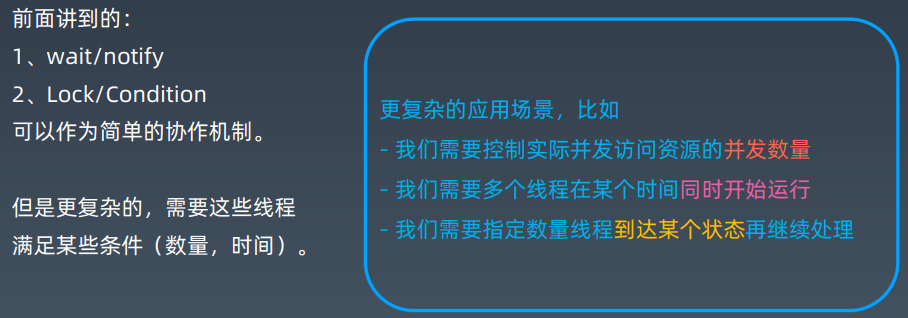 前面讲到的：
1、wait/notify
2、Lock/Condition
可以作为简单的协作机制。
但是更复杂的，需要这些线程
满足某些条件（数量，时间）。
更复杂的应用场景，比如
- 我们需要控制实际并发访问资源的并发数量
- 我们需要多个线程在某个时间同时开始运行
- 我们需要指定数量线程到达某个状态再继续处理